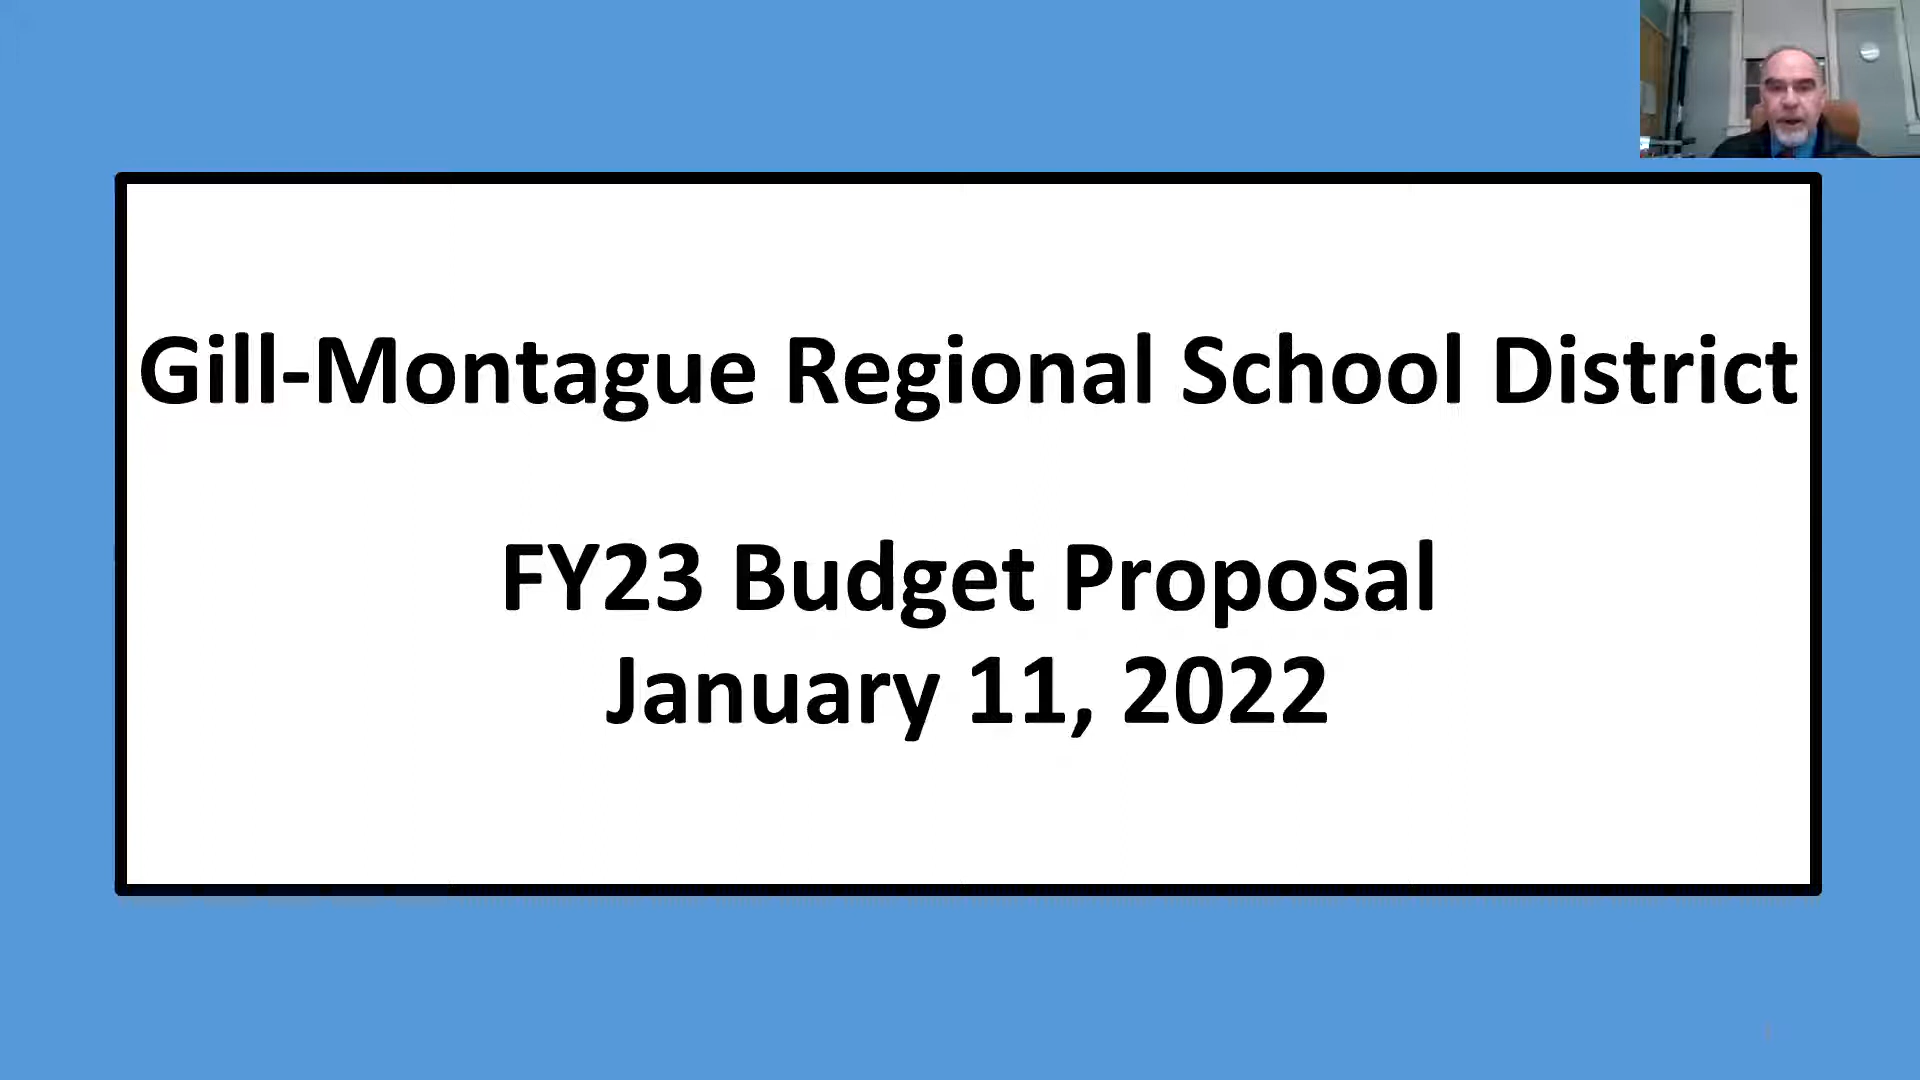 Gill-Montague Regional School District
FY23 Budget Proposal
January 11, 2022